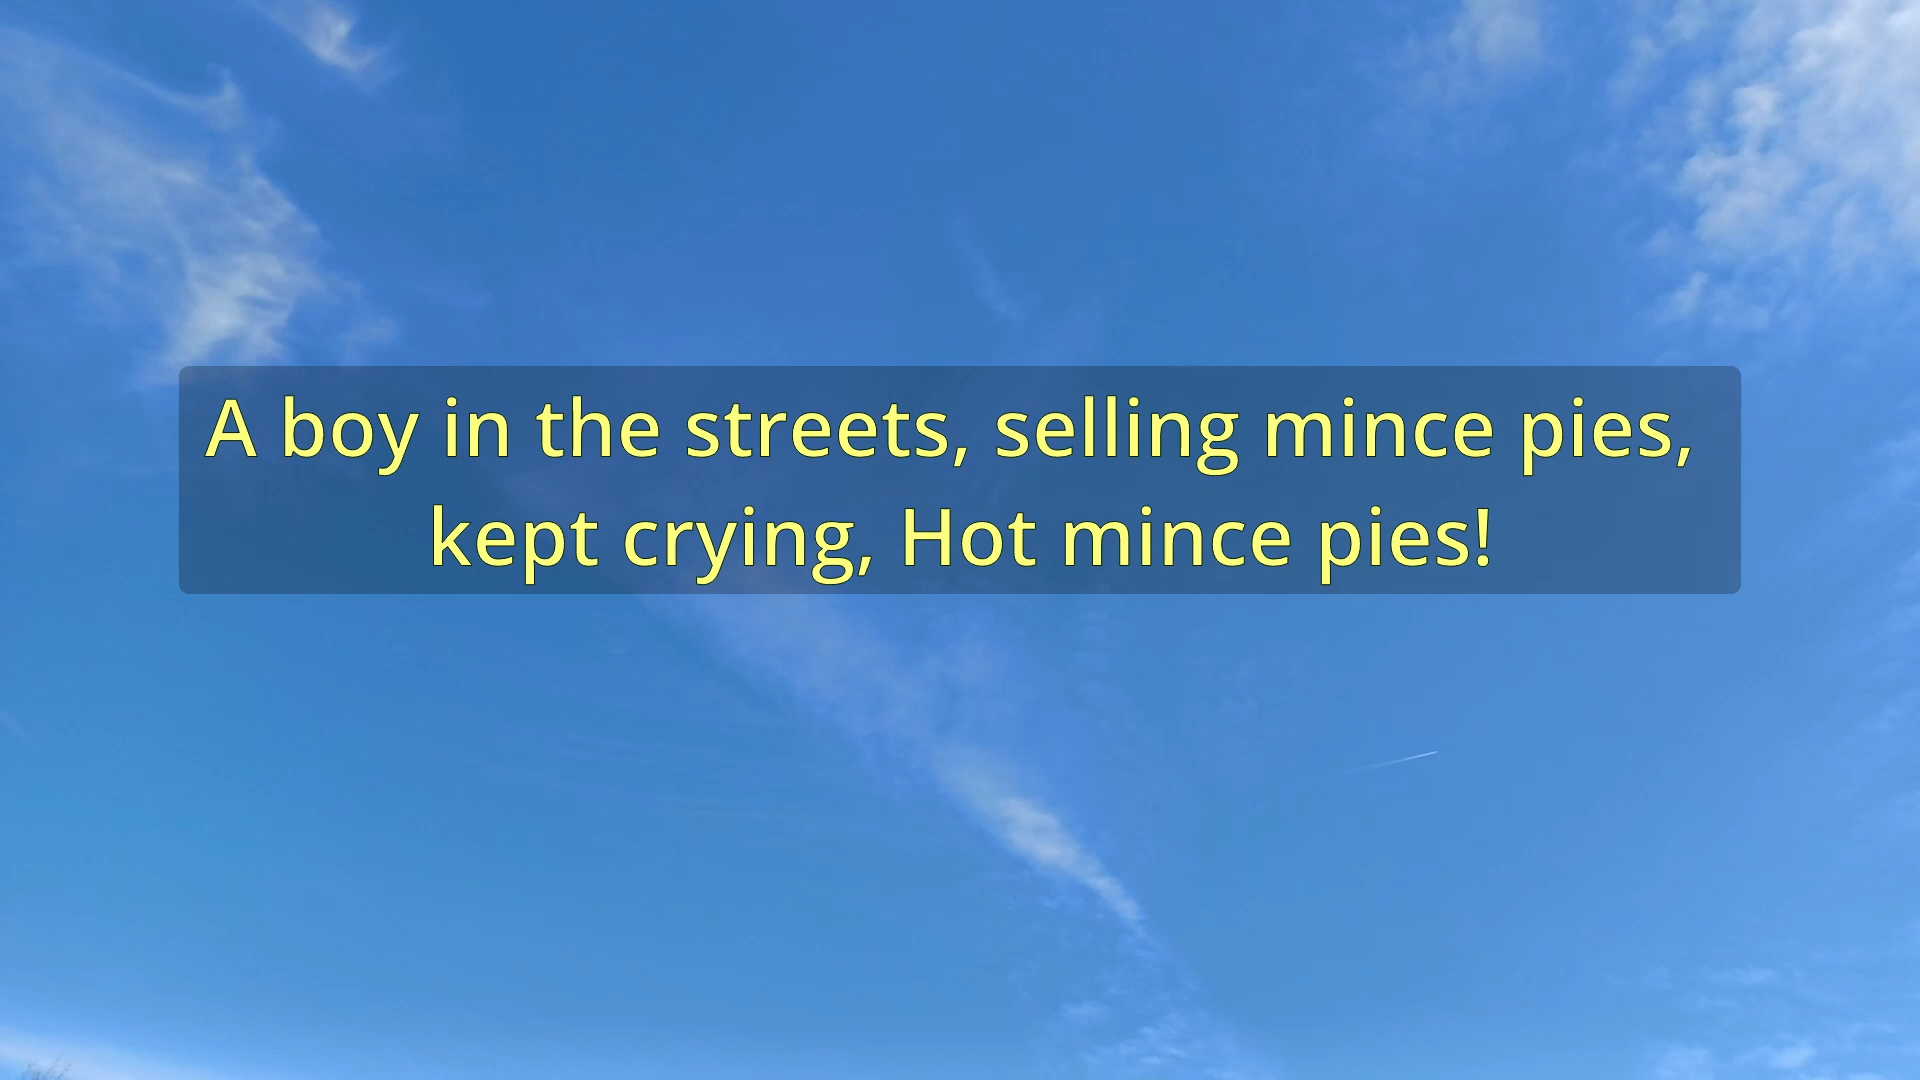 A boy in the streets, selling mince pies,
kept crying, Hot mince pies!